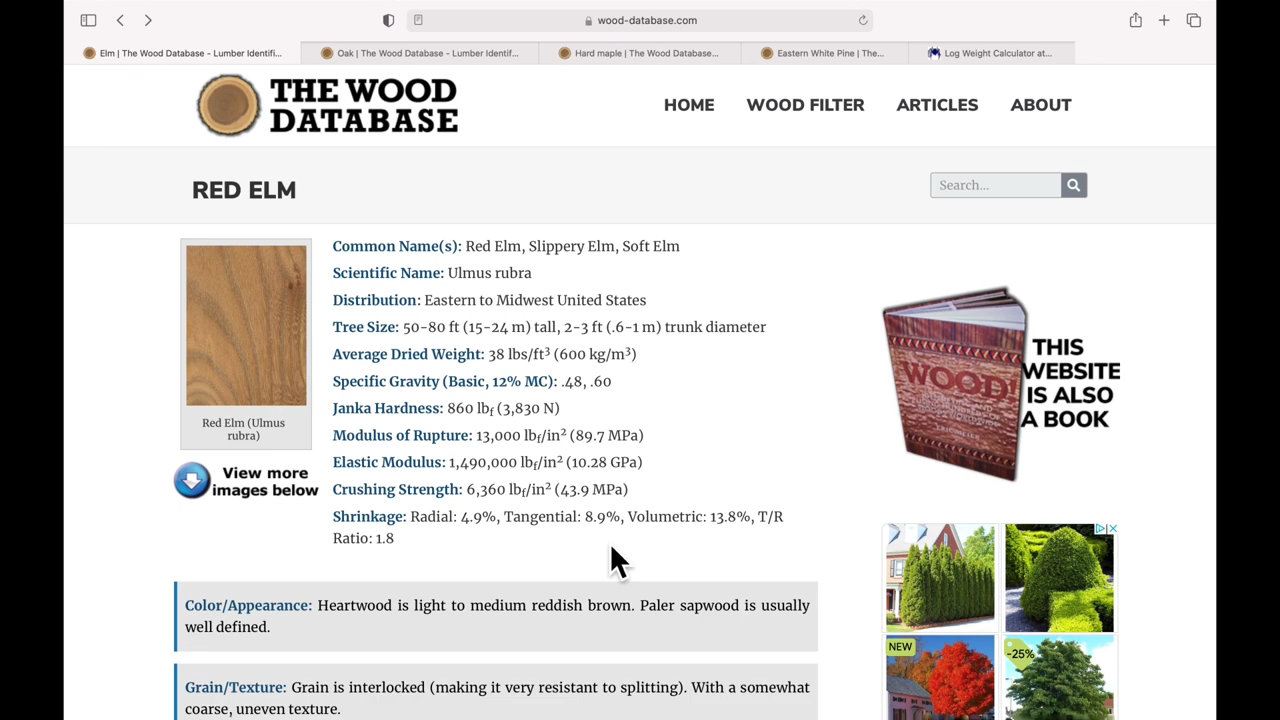 wood-database.com
Elm | The Wood Database - Lumber Identifi...
Oak | The Wood Database - Lumber Identif...
Hard maple | The Wood Database...
Eastern White Pine | The...
Log Weight Calculator at...
THE WOOD
DATABASE
HOME
WOOD FILTER
ARTICLES
ABOUT
RED ELM
Search...
Common Name(s): Red Elm, Slippery Elm, Soft Elm
Scientific Name: Ulmus rubra
Distribution: Eastern to Midwest United States
Tree Size: 50-80 ft (15-24 m) tall, 2-3 ft (.6-1 m) trunk diameter
Average Dried Weight: 38 lbs/ft³ (600 kg/m³)
Specific Gravity (Basic, 12% MC): .48, .60
Janka Hardness: 860 lbf (3,830 N)
Modulus of Rupture: 13,000 lbf/in² (89.7 MPa)
Elastic Modulus: 1,490,000 lbf/in² (10.28 GPa)
Crushing Strength: 6,360 lbf/in² (43.9 MPa)
Shrinkage: Radial: 4.9%, Tangential: 8.9%, Volumetric: 13.8%, T/R
Ratio: 1.8
Red Elm (Ulmus
rubra)
View more
images below
WOOD!
THIS
WEBSITE
IS ALSO
A BOOK
Color/Appearance: Heartwood is light to medium reddish brown. Paler sapwood is usually
well defined.
Grain/Texture: Grain is interlocked (making it very resistant to splitting). With a somewhat
coarse, uneven texture.
NEW
-25%